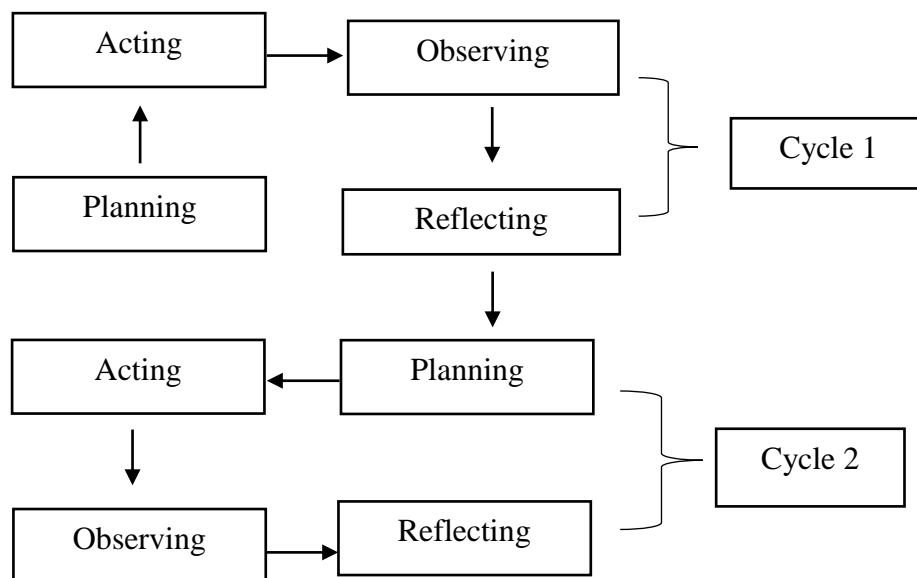 Acting
Observing
Cycle 1
Planning
Reflecting
Acting
Planning
Cycle 2
Observing
Reflecting